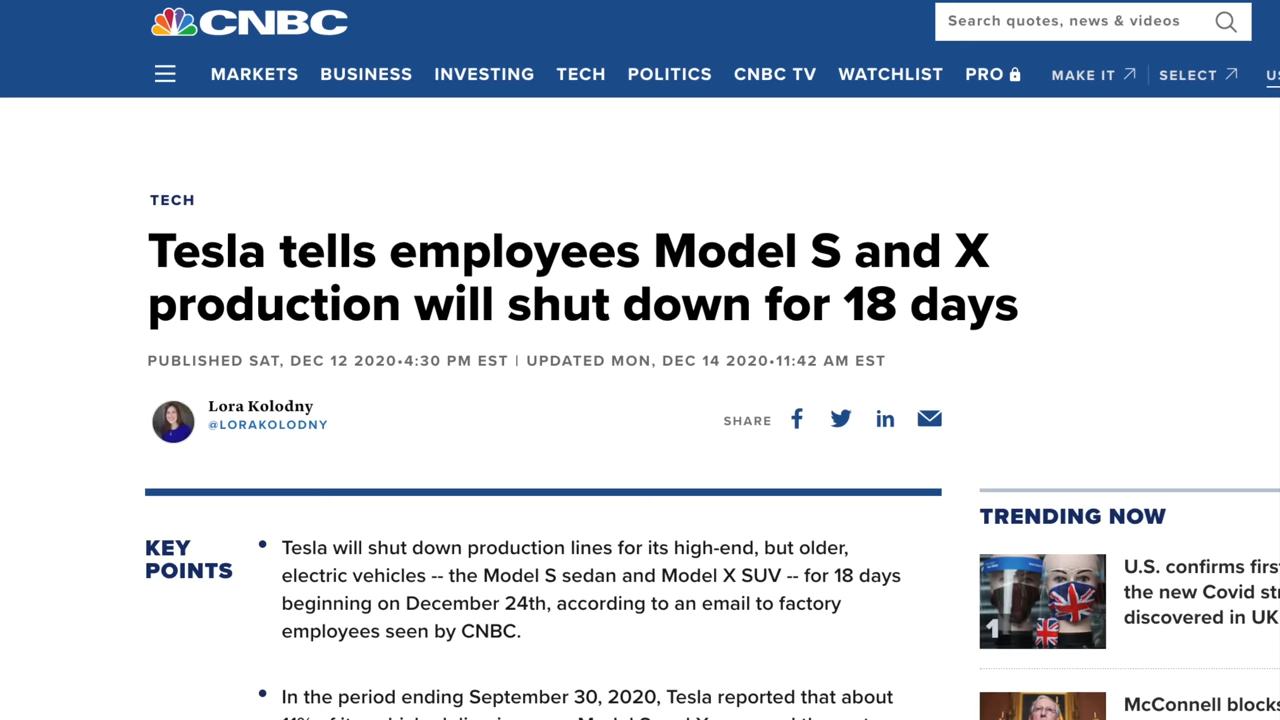 CNBC
Search quotes, news & videos
MARKETS BUSINESS INVESTING TECH POLITICS CNBC TV WATCHLIST PRO MAKE IT SELECT
TECH
Tesla tells employees Model S and X
production will shut down for 18 days
PUBLISHED SAT, DEC 12 2020•4:30 PM EST | UPDATED MON, DEC 14 2020•11:42 AM EST
Lora Kolodny
@LORAKOLODNY
SHARE
KEY
POINTS
• Tesla will shut down production lines for its high-end, but older,
electric vehicles -- the Model S sedan and Model X SUV -- for 18 days
beginning on December 24th, according to an email to factory
employees seen by CNBC.
• In the period ending September 30, 2020, Tesla reported that about
TRENDING NOW
1
U.S. confirms
the new Covid
discovered in UK
McConnell